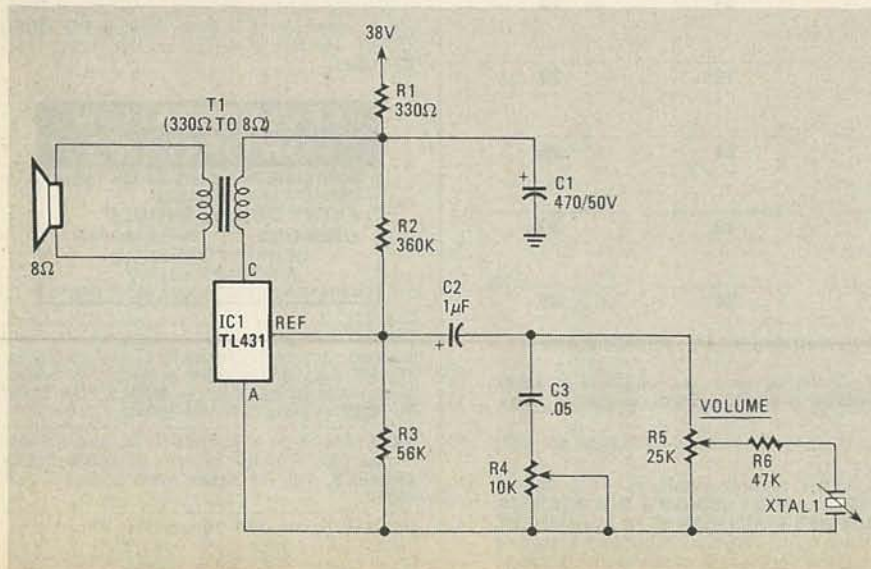 38V
R1
330Ω
T1
(330Ω TO 8Ω)
+
C1
470/50V
R2
360K
8Ω
C
C2
1µF
IC1
TL431
REF
+
A
C3
.05
VOLUME
R3
56K
R4
10K
R5
25K
R6
47K
XTAL1